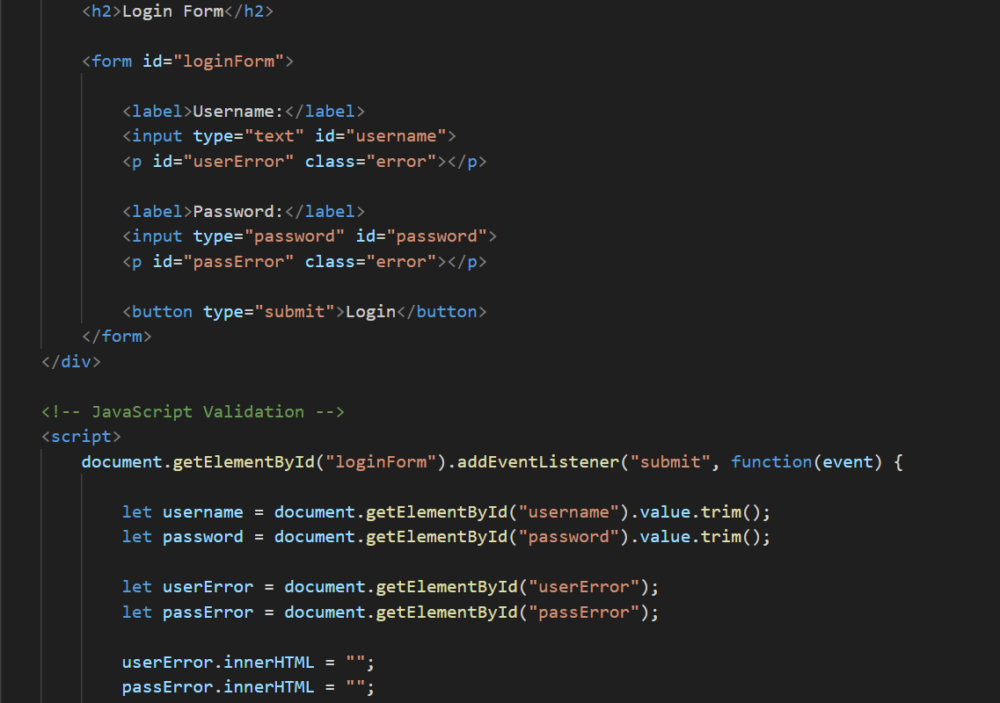 <h2>Login Form</h2>
<form id="loginForm">
<label>Username:</label>
<input type="text" id="username">
<p id="userError" class="error"></p>
<label>Password:</label>
<input type="password" id="password">
<p id="passError" class="error"></p>
<button type="submit">Login</button>
</form>
</div>
<!-- JavaScript Validation -->
<script>
document.getElementById("loginForm").addEventListener("submit", function(event) {
let username = document.getElementById("username").value.trim();
let password = document.getElementById("password").value.trim();
let userError = document.getElementById("userError");
let passError = document.getElementById("passError");
userError.innerHTML = "";
passError.innerHTML = "";